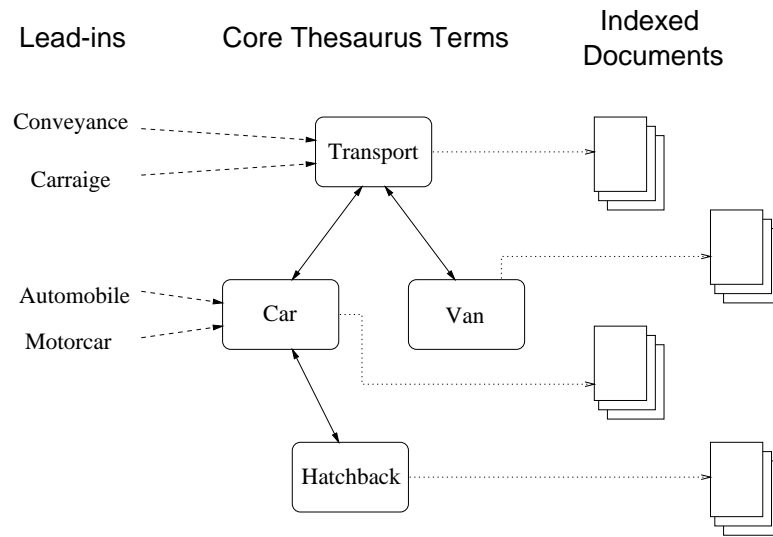 Lead-ins
Core Thesaurus Terms
Indexed
Documents
Conveyance
Carraige
Transport
Automobile
Motorcar
Car
Van
Hatchback